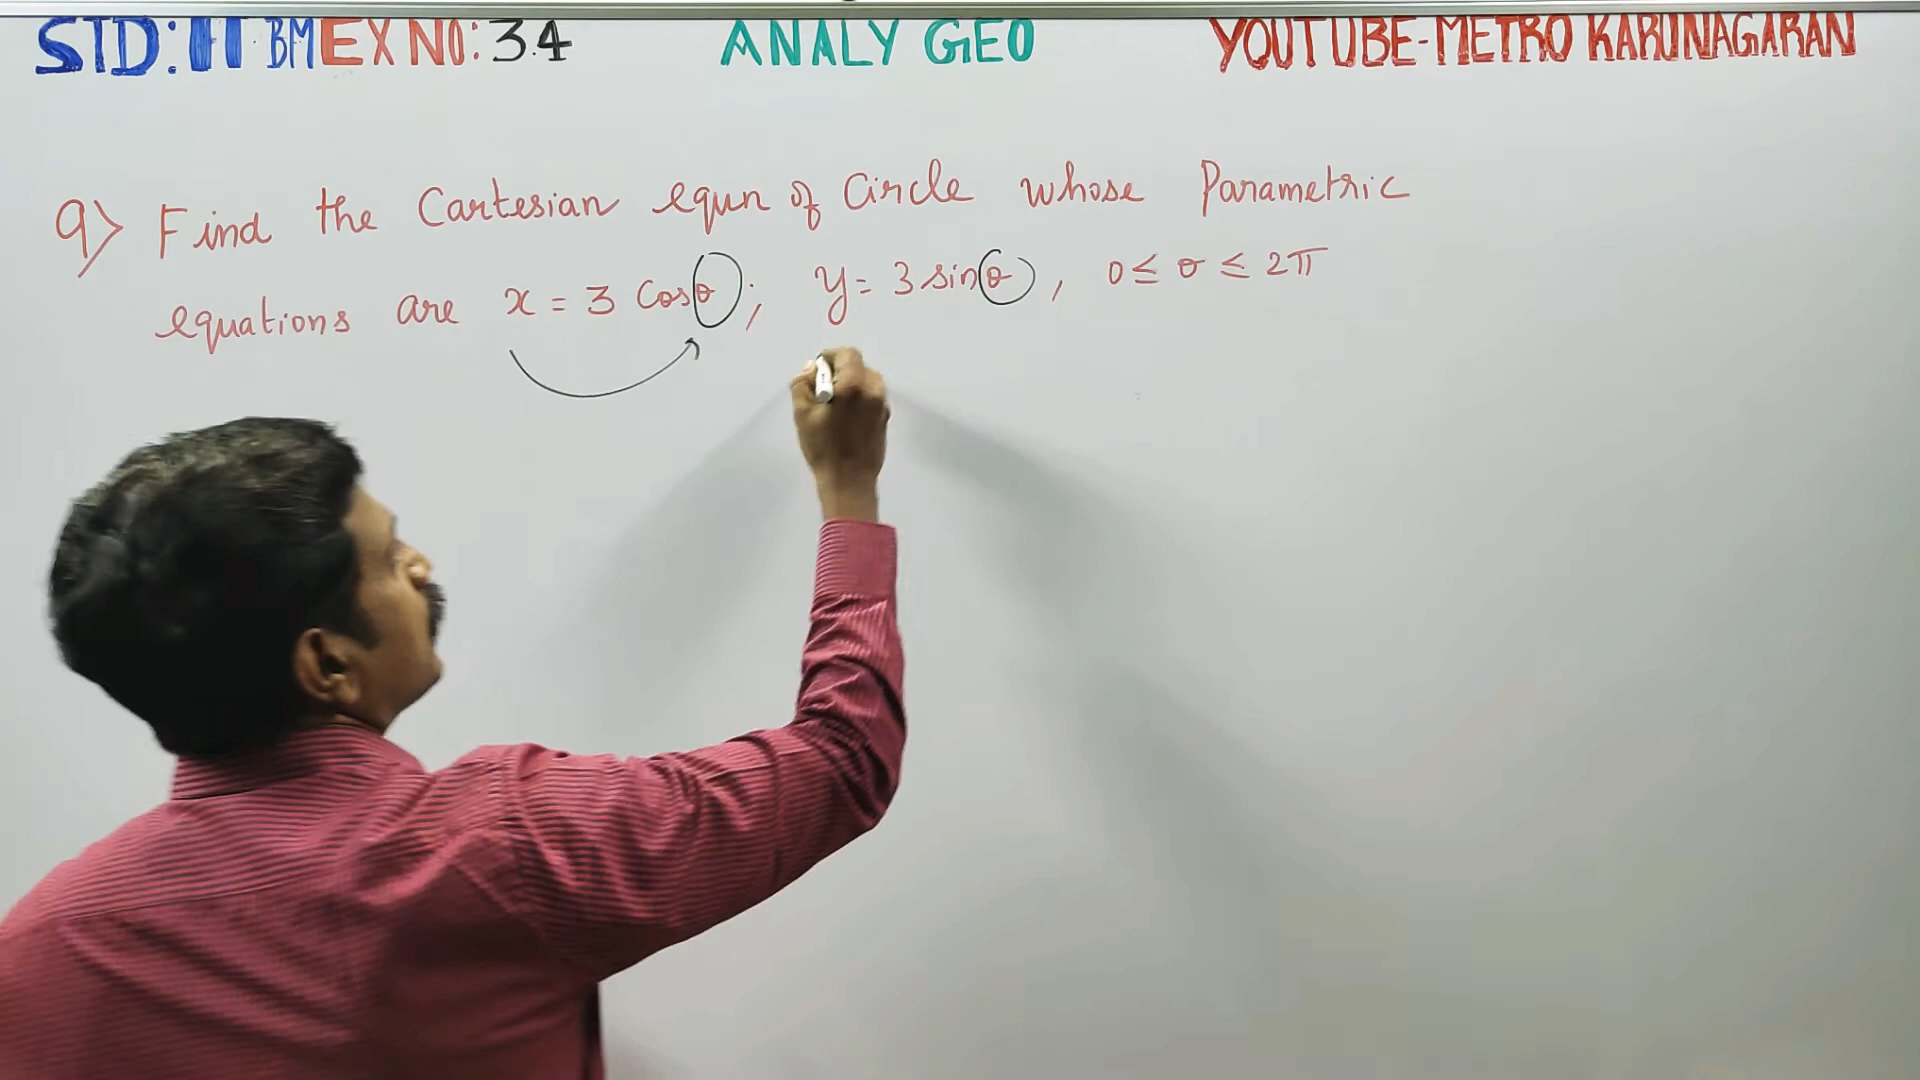 STD: 11 BM EX NO: 3.4 ANALY GEO YOUTUBE-METRO KARUNAGARAN
9) Find the Cartesian equn of Circle whose Parametric
equations are x = 3 Cosθ; y = 3 sinθ, 0 ≤ θ ≤ 2π